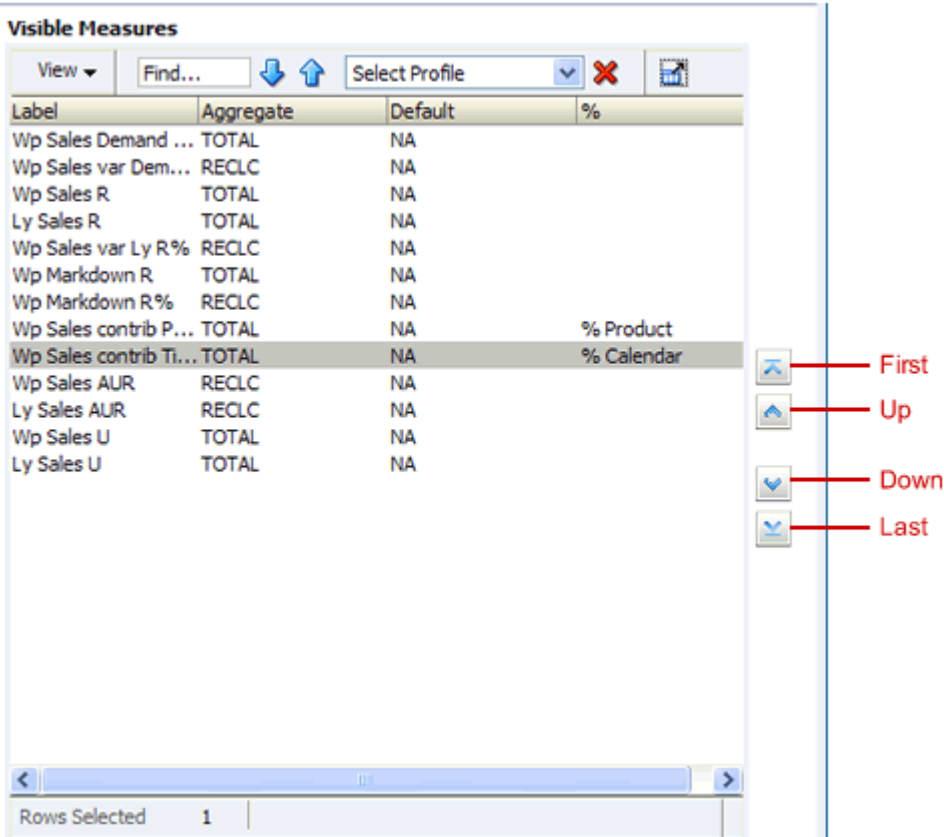 Visible Measures
View Find... Select Profile
Label Aggregate Default %
Wp Sales Demand ... TOTAL NA
Wp Sales var Dem... RECLC NA
Wp Sales R TOTAL NA
Ly Sales R TOTAL NA
Wp Sales var Ly R% RECLC NA
Wp Markdown R TOTAL NA
Wp Markdown R% RECLC NA
Wp Sales contrib P... TOTAL NA % Product
Wp Sales contrib Ti... TOTAL NA % Calendar
First
Wp Sales AUR RECLC NA
Ly Sales AUR RECLC NA
Up
Wp Sales U TOTAL NA
Ly Sales U TOTAL NA
Down
Last
Rows Selected 1